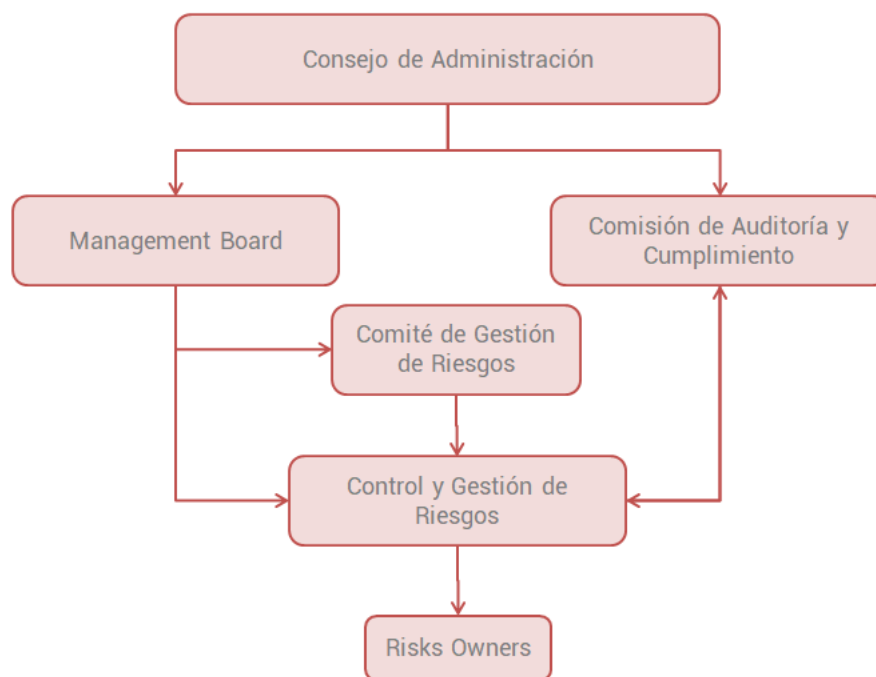 Consejo de Administración
Management Board
Comisión de Auditoría y
Cumplimiento
Comité de Gestión
de Riesgos
Control y Gestión de
Riesgos
Risks Owners